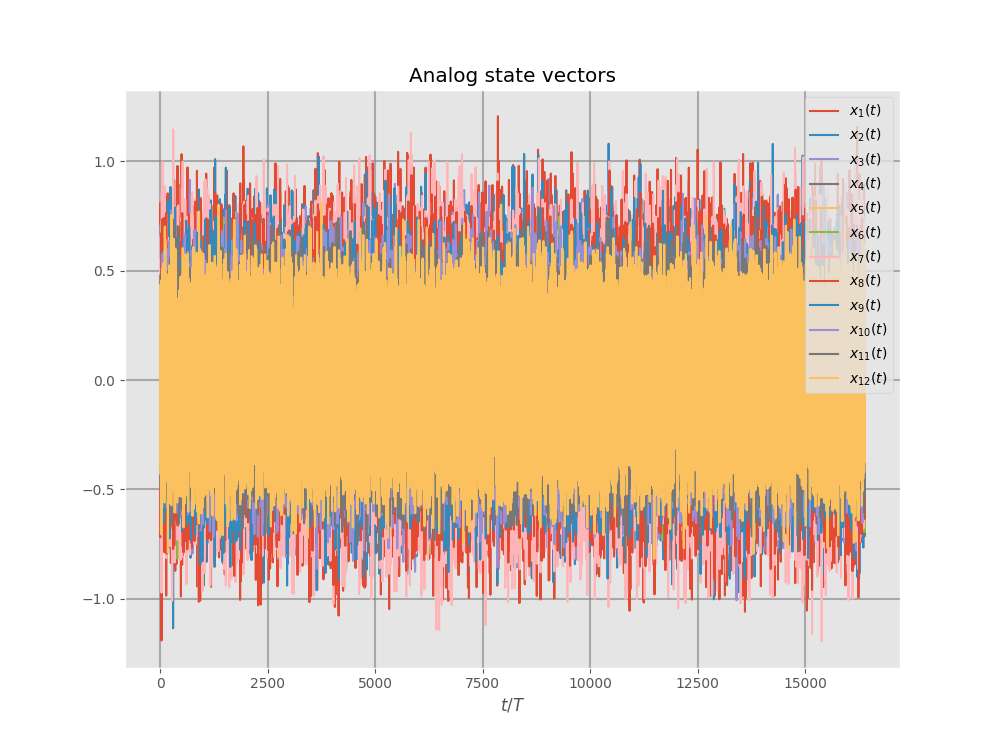 Analog state vectors
1.0
0.5
0.0
−0.5
−1.0
0 2500 5000 7500 10000 12500 15000
t/T
x₁(t)
x₂(t)
x₃(t)
x₄(t)
x₅(t)
x₆(t)
x₇(t)
x₈(t)
x₉(t)
x₁₀(t)
x₁₁(t)
x₁₂(t)